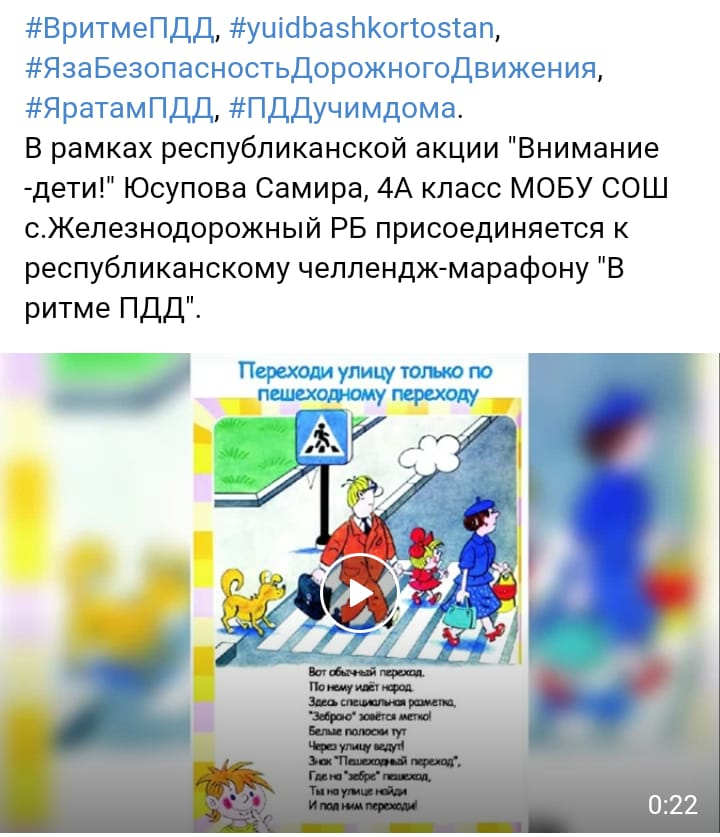 #ВритмеПДД, #yuidbashkortostan,
#ЯзаБезопасностьДорожногоДвижения,
#ЯратамПДД, #ПДДучимдома.
В рамках республиканской акции "Внимание
-дети!" Юсупова Самира, 4А класс МОБУ СОШ
с.Железнодорожный РБ присоединяется к
республиканскому челлендж-марафону "В
ритме ПДД".
Переходи улицу только по
пешеходному переходу
Вот обычный переход,
По нему идёт народ.
Здесь специальная разметка,
"Зеброю" зовётся метко!
Белые полоски тут
Через улицу ведут!
Знак "Пешеходный переход",
Где на "зебре" пешеход,
Ты на улице найди
И под ним переходи!
0:22